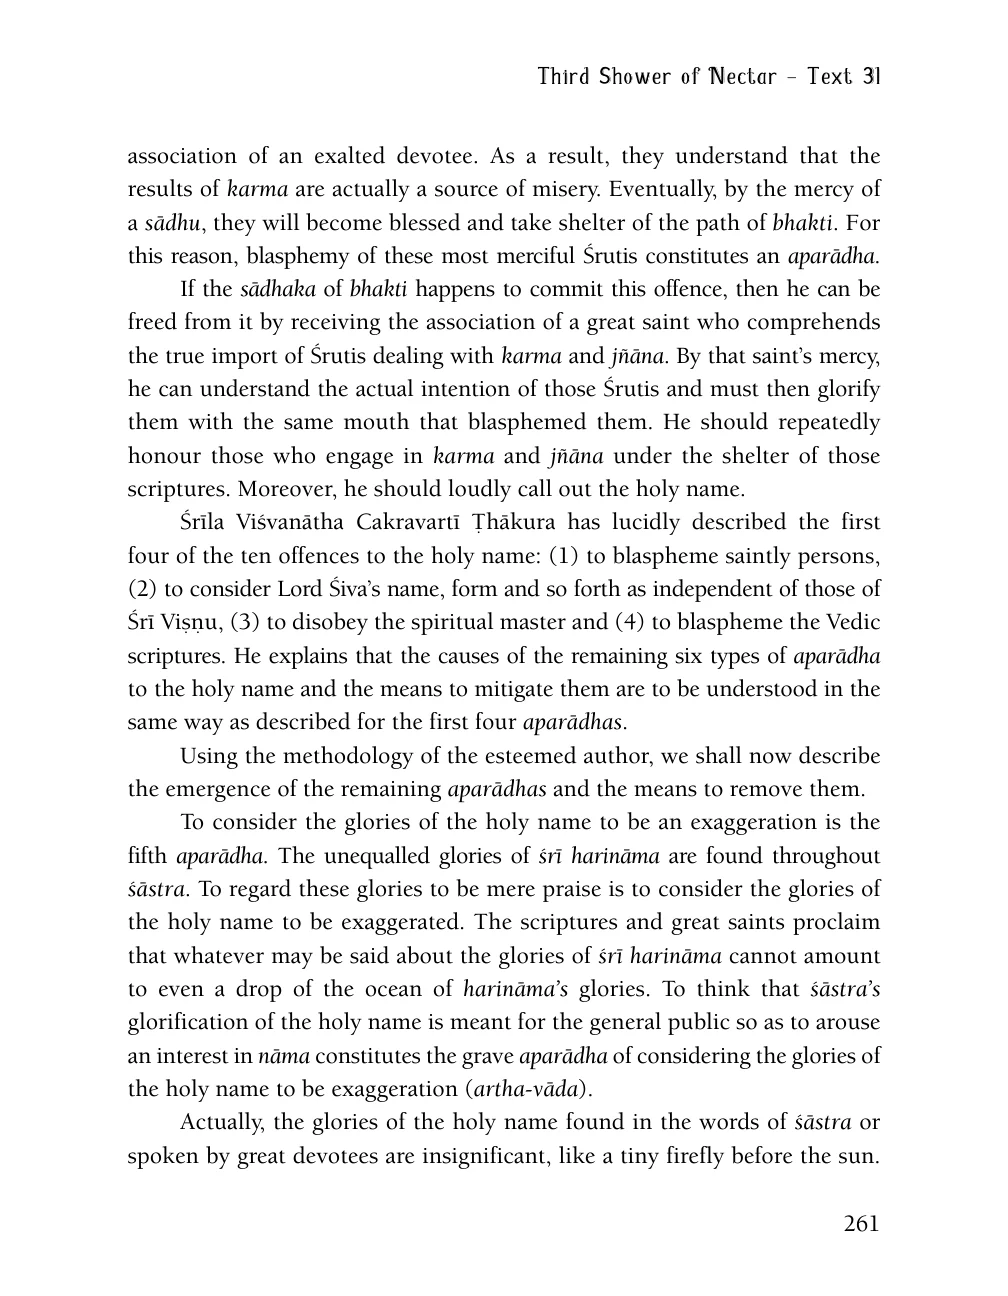 Third Shower of Nectar – Text 31
association of an exalted devotee. As a result, they understand that the
results of karma are actually a source of misery. Eventually, by the mercy of
a sādhu, they will become blessed and take shelter of the path of bhakti. For
this reason, blasphemy of these most merciful Śrutis constitutes an aparādha.
If the sādhaka of bhakti happens to commit this offence, then he can be
freed from it by receiving the association of a great saint who comprehends
the true import of Śrutis dealing with karma and jñāna. By that saint’s mercy,
he can understand the actual intention of those Śrutis and must then glorify
them with the same mouth that blasphemed them. He should repeatedly
honour those who engage in karma and jñāna under the shelter of those
scriptures. Moreover, he should loudly call out the holy name.
Śrīla Viśvanātha Cakravartī Ṭhākura has lucidly described the first
four of the ten offences to the holy name: (1) to blaspheme saintly persons,
(2) to consider Lord Śiva’s name, form and so forth as independent of those of
Śrī Viṣṇu, (3) to disobey the spiritual master and (4) to blaspheme the Vedic
scriptures. He explains that the causes of the remaining six types of aparādha
to the holy name and the means to mitigate them are to be understood in the
same way as described for the first four aparādhas.
Using the methodology of the esteemed author, we shall now describe
the emergence of the remaining aparādhas and the means to remove them.
To consider the glories of the holy name to be an exaggeration is the
fifth aparādha. The unequalled glories of śrī harināma are found throughout
śāstra. To regard these glories to be mere praise is to consider the glories of
the holy name to be exaggerated. The scriptures and great saints proclaim
that whatever may be said about the glories of śrī harināma cannot amount
to even a drop of the ocean of harināma’s glories. To think that śāstra’s
glorification of the holy name is meant for the general public so as to arouse
an interest in nāma constitutes the grave aparādha of considering the glories of
the holy name to be exaggeration (artha-vāda).
Actually, the glories of the holy name found in the words of śāstra or
spoken by great devotees are insignificant, like a tiny firefly before the sun.
261